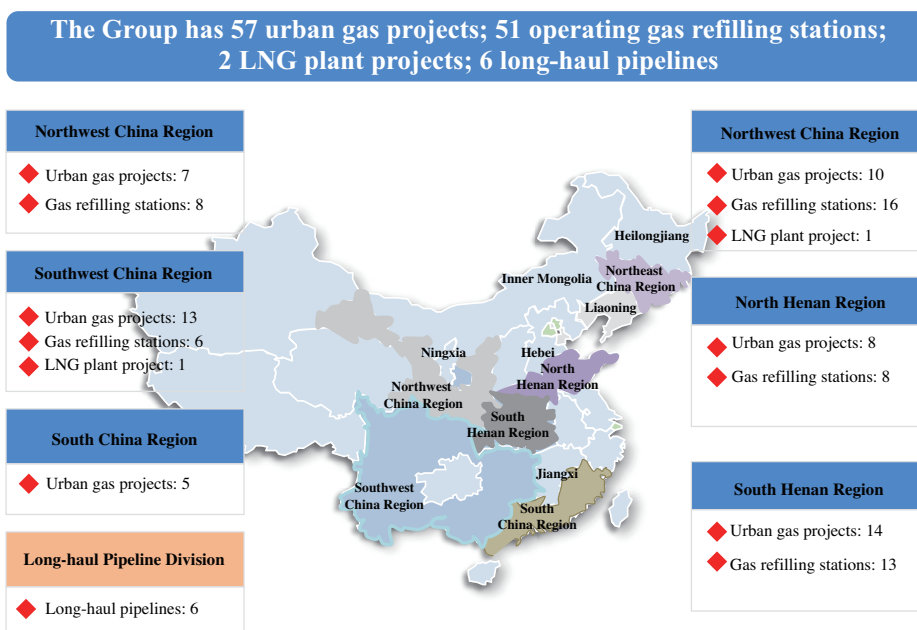 The Group has 57 urban gas projects; 51 operating gas refilling stations;
2 LNG plant projects; 6 long-haul pipelines
Northwest China Region
Urban gas projects: 7
Gas refilling stations: 8
Southwest China Region
Urban gas projects: 13
Gas refilling stations: 6
LNG plant project: 1
South China Region
Urban gas projects: 5
Long-haul Pipeline Division
Long-haul pipelines: 6
Heilongjiang
Inner Mongolia
Northeast
China Region
Liaoning
Ningxia
Hebei
North
Henan Region
Northwest
China Region
South
Henan Region
Jiangxi
Southwest
China Region
South
China Region
Northwest China Region
Urban gas projects: 10
Gas refilling stations: 16
LNG plant project: 1
North Henan Region
Urban gas projects: 8
Gas refilling stations: 8
South Henan Region
Urban gas projects: 14
Gas refilling stations: 13